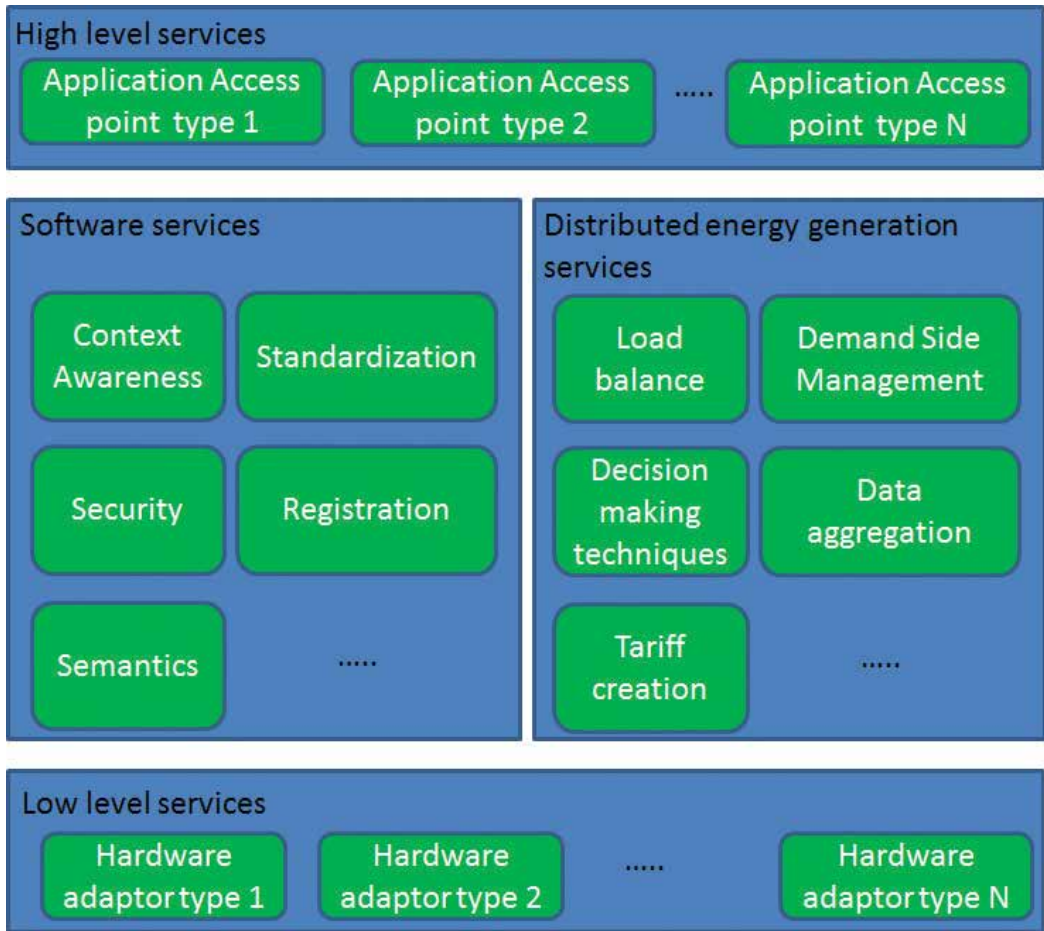 High level services
Application Access
point type 1
Application Access
point type 2
.....
Application Access
point type N
Software services
Context
Awareness
Standardization
Security
Registration
Semantics
.....
Distributed energy generation
services
Load
balance
Demand Side
Management
Decision
making
techniques
Data
aggregation
Tariff
creation
.....
Low level services
Hardware
adaptor type 1
Hardware
adaptor type 2
.....
Hardware
adaptor type N